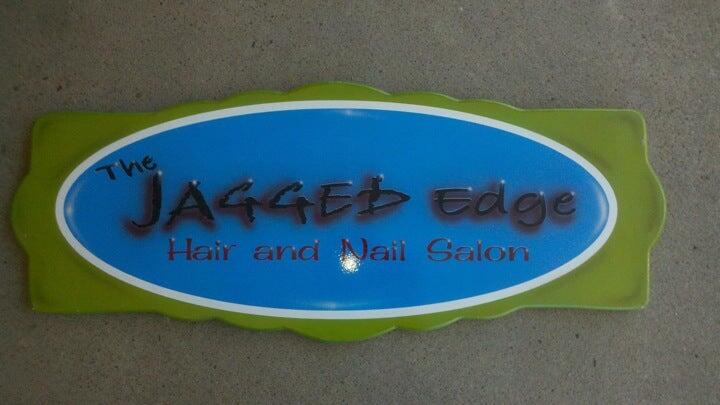 The
JAGGED Edge
Hair and Nail Salon